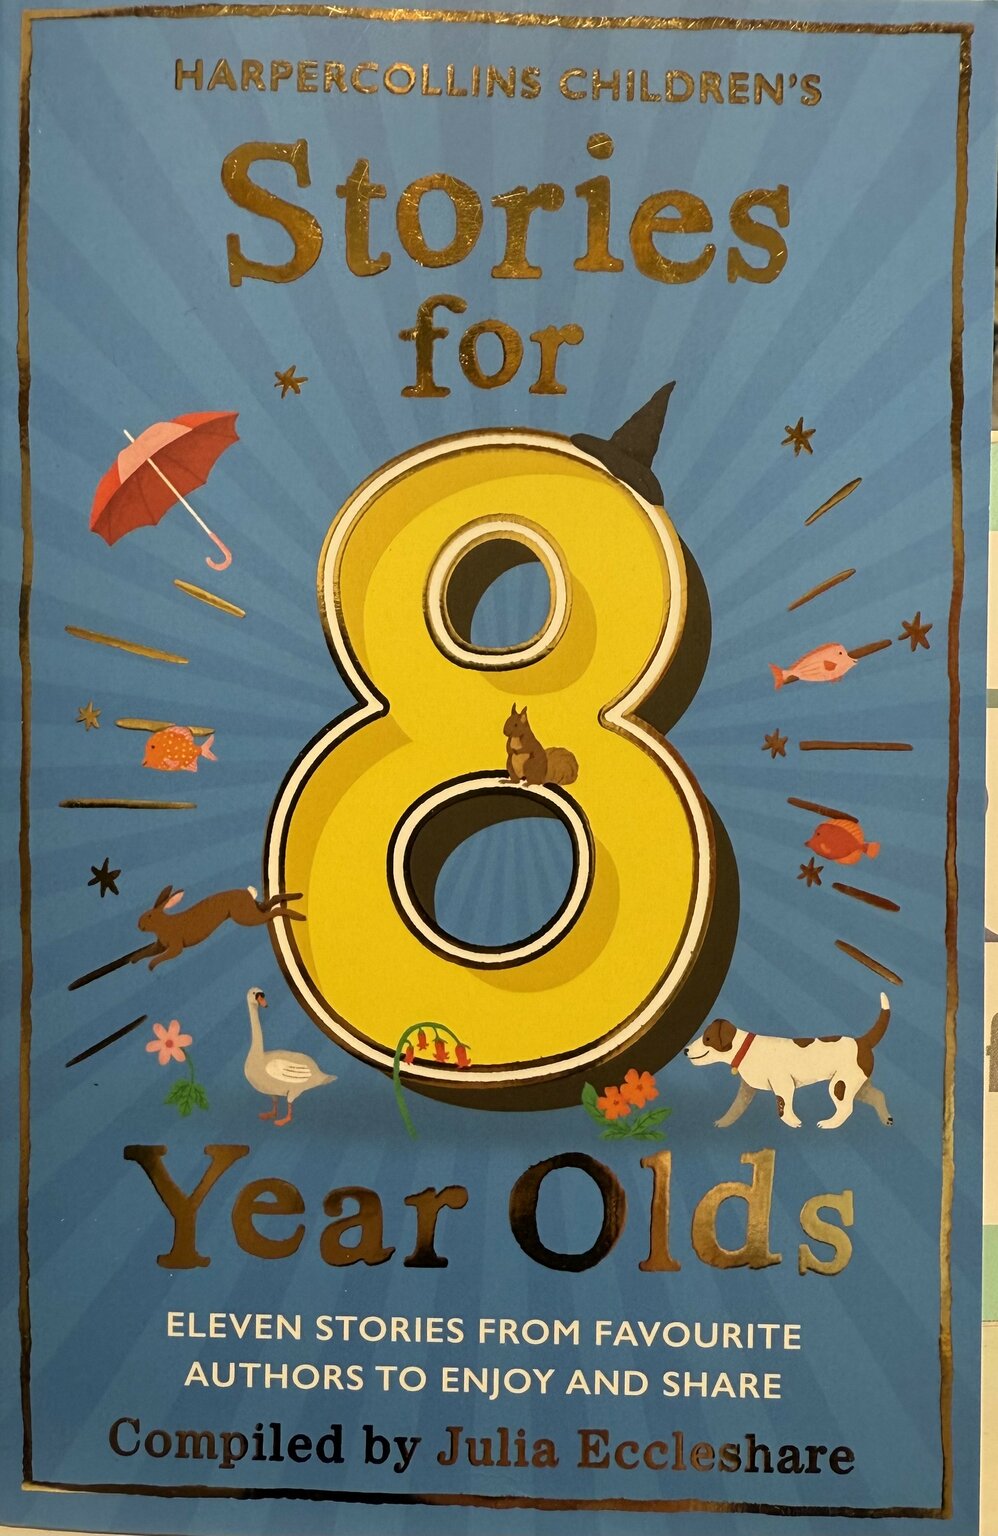 HARPERCOLLINS CHILDREN'S
Stories
for
8
Year Olds
ELEVEN STORIES FROM FAVOURITE
AUTHORS TO ENJOY AND SHARE
Compiled by Julia Eccleshare